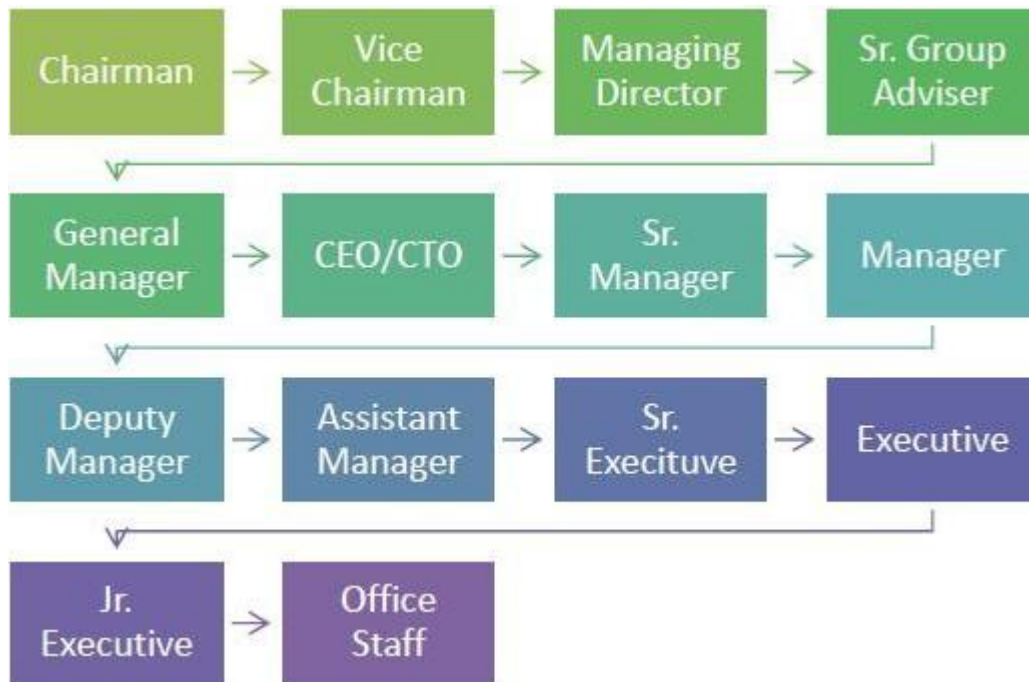 Chairman
Vice
Chairman
Managing
Director
Sr. Group
Adviser
General
Manager
CEO/CTO
Sr.
Manager
Manager
Deputy
Manager
Assistant
Manager
Sr.
Execituve
Executive
Jr.
Executive
Office
Staff